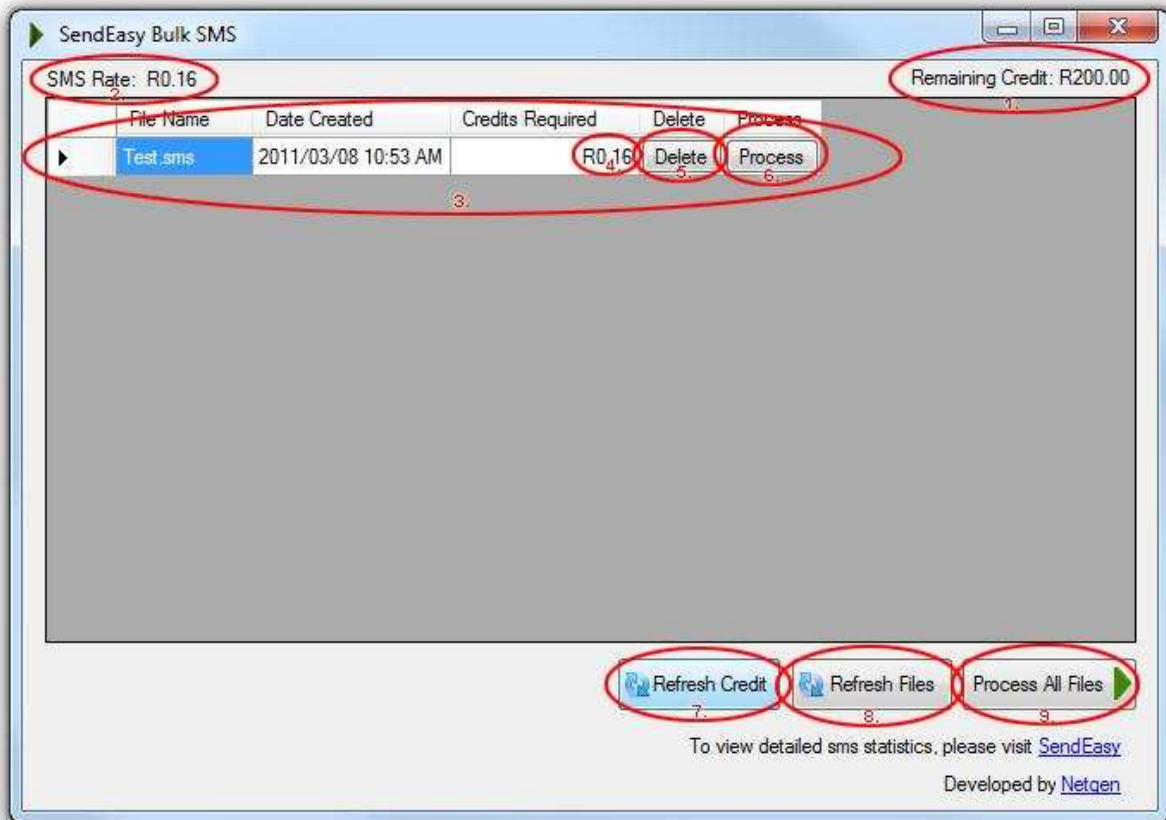 SendEasy Bulk SMS
SMS Rate: R0.16
Remaining Credit: R200.00
2.
1.
File Name Date Created Credits Required Delete Process
Test.sms 2011/03/08 10:53 AM R0.16 Delete Process
4. 5. 6.
3.
Refresh Credit Refresh Files Process All Files
7. 8. 9.
To view detailed sms statistics, please visit SendEasy
Developed by Netgen